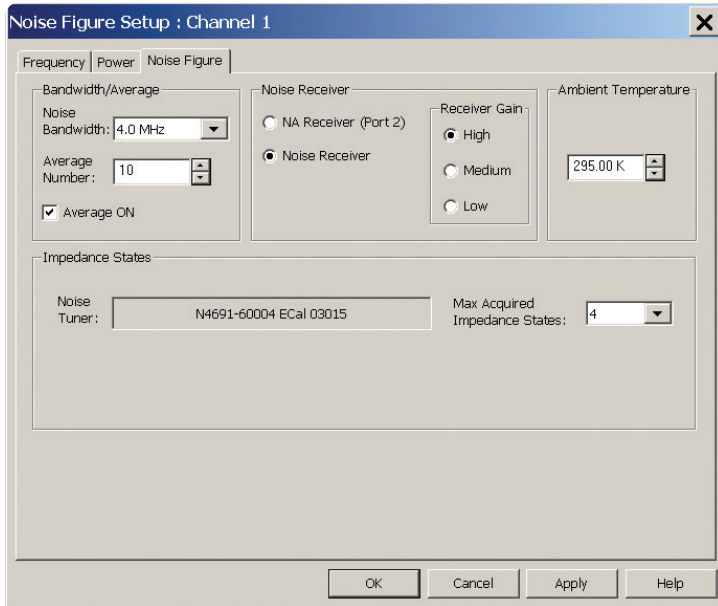 Noise Figure Setup : Channel 1
Frequency
Power
Noise Figure
Bandwidth/Average
Noise
Bandwidth:
4.0 MHz
Average
Number:
10
Average ON
Noise Receiver
NA Receiver (Port 2)
Noise Receiver
Receiver Gain
High
Medium
Low
Ambient Temperature
295.00 K
Impedance States
Noise
Tuner:
N4691-60004 ECal 03015
Max Acquired
Impedance States:
4
OK
Cancel
Apply
Help